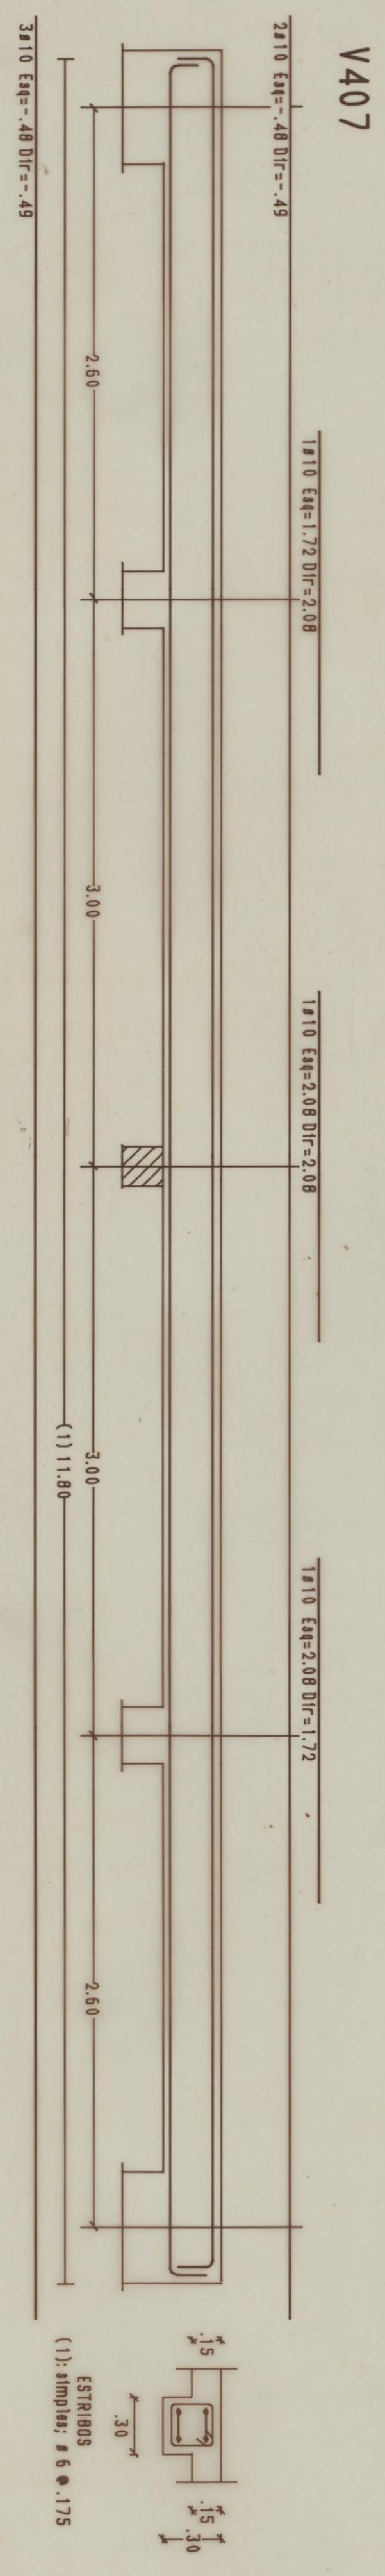 V407
1ø10 Esq=1.72 Dir=2.08
1ø10 Esq=2.08 Dir=2.08
1ø10 Esq=2.08 Dir=1.72
2ø10 Esq=-.48 Dir=-.49
2.60
3.00
3.00
2.60
(1) 11.80
3ø10 Esq=-.48 Dir=-.49
.15
.15
.30
.30
ESTRIBOS
(1): simples; ø 6 @ .175